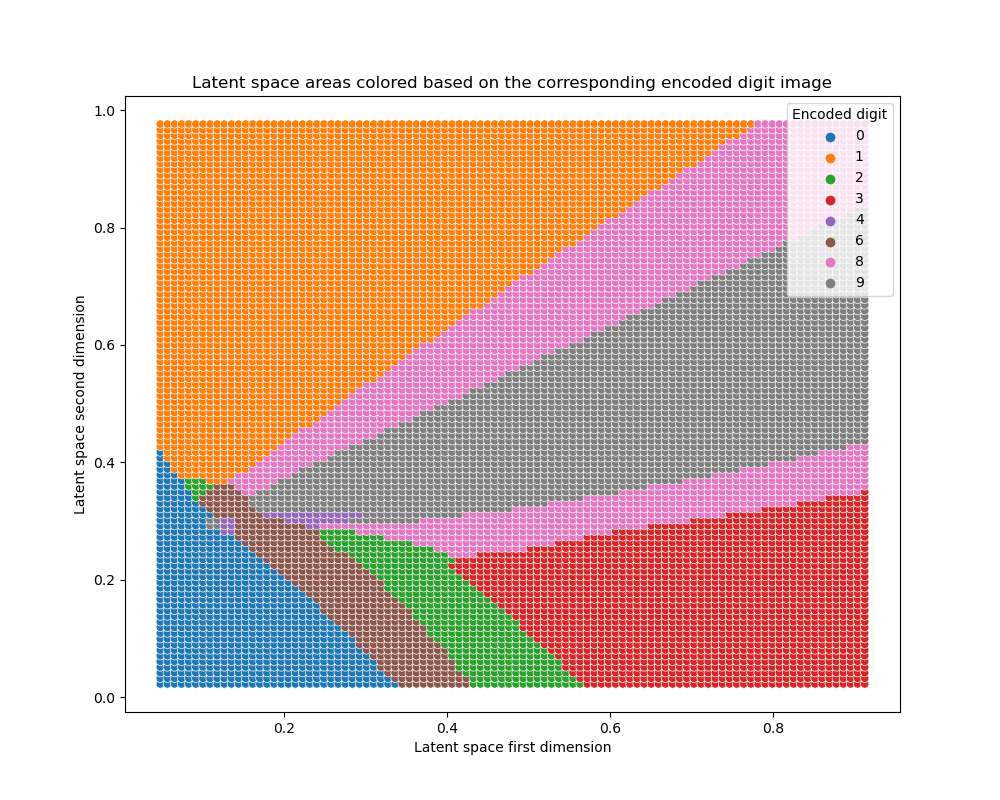 Latent space areas colored based on the corresponding encoded digit image
Encoded digit
0
1
2
3
4
6
8
9
Latent space second dimension
1.0
0.8
0.6
0.4
0.2
0.0
0.2 0.4 0.6 0.8
Latent space first dimension